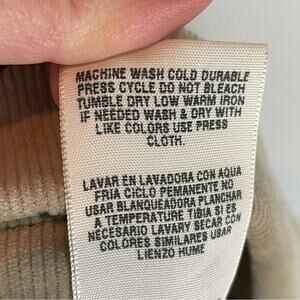 MACHINE WASH COLD DURABLE
PRESS CYCLE DO NOT BLEACH
TUMBLE DRY LOW WARM IRON
IF NEEDED WASH & DRY WITH
LIKE COLORS USE PRESS
CLOTH.
LAVAR EN LAVADORA CON AQUA
FRIA CICLO PEMANENTE NO
USAR BLANQUEADORA PLANCHAR
A TEMPERATURE TIBIA SI ES
NECESARIO LAVARY SECAR CON
COLORES SIMILARES USAR
LIENZO HUME